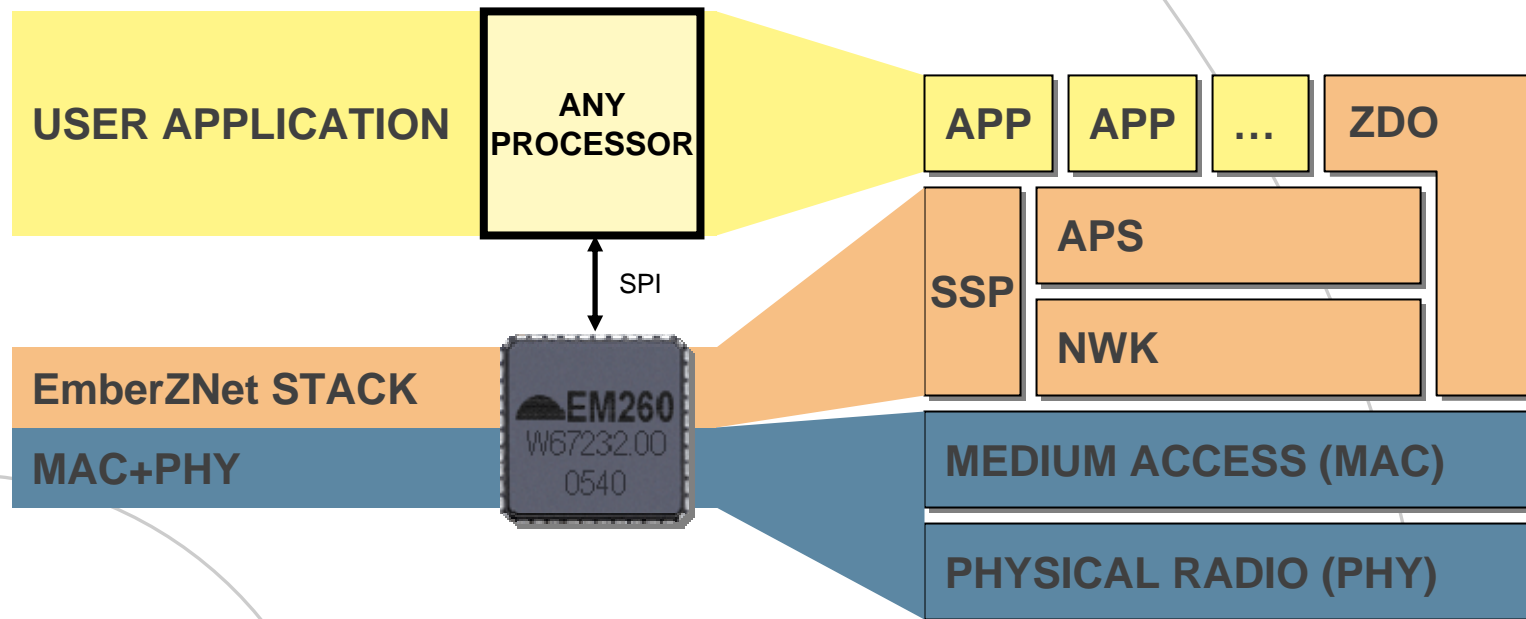 USER APPLICATION
ANY
PROCESSOR
APP
APP
...
ZDO
SPI
SSP
APS
NWK
EmberZNet STACK
MAC+PHY
EM260
W67232.00
0540
MEDIUM ACCESS (MAC)
PHYSICAL RADIO (PHY)